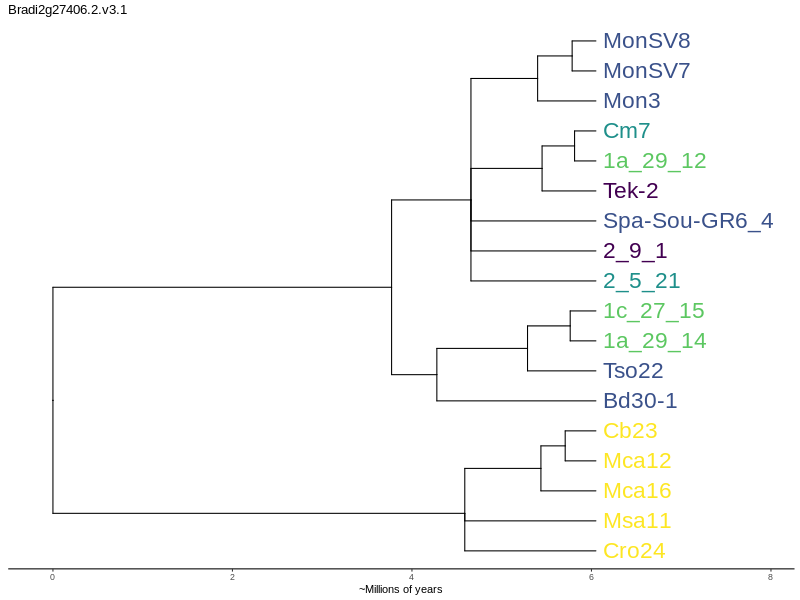 Bradi2g27406.2.v3.1
MonSV8
MonSV7
Mon3
Cm7
1a_29_12
Tek-2
Spa-Sou-GR6_4
2_9_1
2_5_21
1c_27_15
1a_29_14
Tso22
Bd30-1
Cb23
Mca12
Mca16
Msa11
Cro24
0 2 4 6 8
~Millions of years